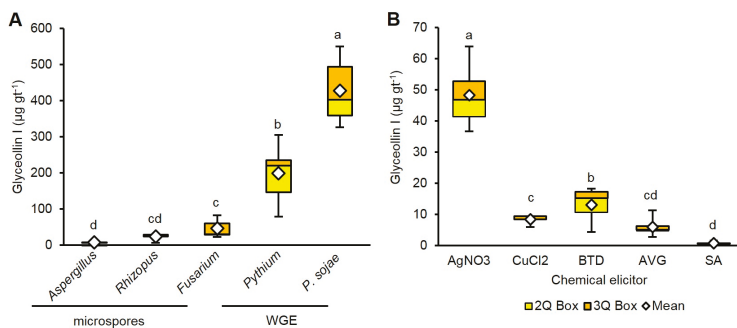 A
Glyceollin I (µg gt⁻¹)
600
500
400
300
200
100
0
a
b
c
cd
d
Aspergillus
Rhizopus
Fusarium
Pythium
P. sojae
microspores
WGE
B
Glyceollin I (µg gt⁻¹)
70
60
50
40
30
20
10
0
a
c
b
cd
d
AgNO3
CuCl2
BTD
AVG
SA
Chemical elicitor
2Q Box
3Q Box
Mean